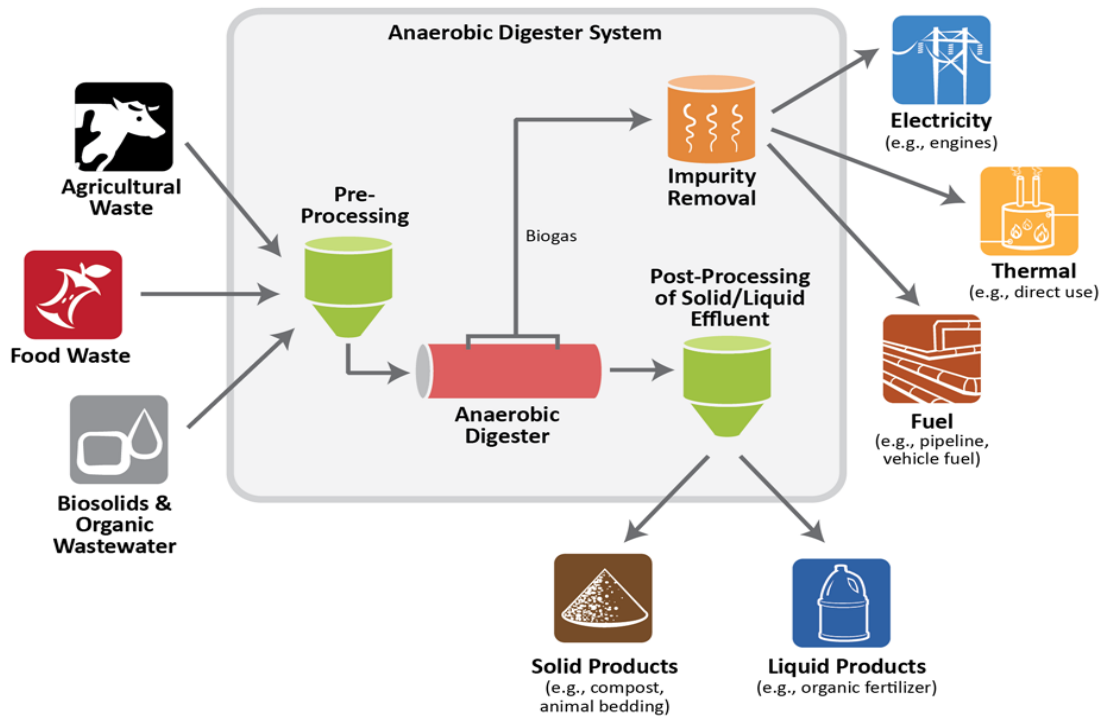 Anaerobic Digester System
Agricultural
Waste
Food Waste
Biosolids &
Organic
Wastewater
Pre-
Processing
Anaerobic
Digester
Biogas
Impurity
Removal
Post-Processing
of Solid/Liquid
Effluent
Electricity
(e.g., engines)
Thermal
(e.g., direct use)
Fuel
(e.g., pipeline,
vehicle fuel)
Solid Products
(e.g., compost,
animal bedding)
Liquid Products
(e.g., organic fertilizer)